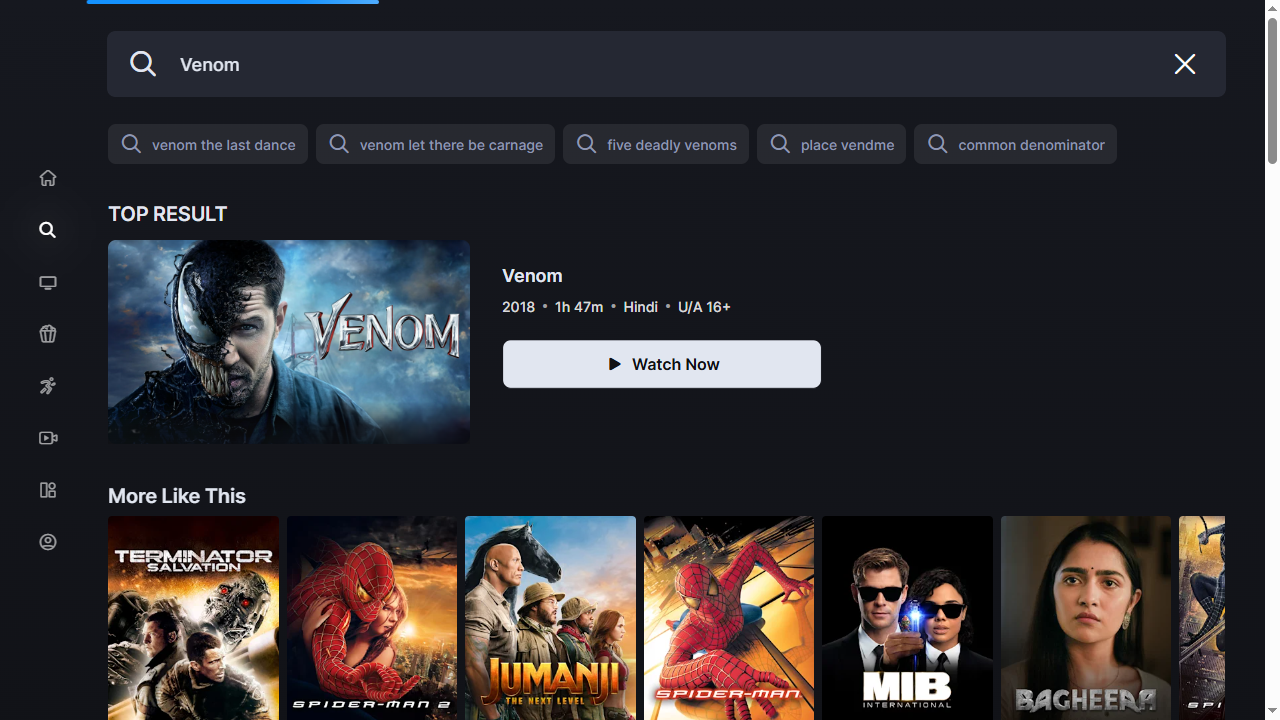 Venom
venom the last dance
venom let there be carnage
five deadly venoms
place vendme
common denominator
TOP RESULT
VENOM
Venom
2018 • 1h 47m • Hindi • U/A 16+
Watch Now
More Like This
TERMINATOR
SALVATION
SPIDER-MAN 2
JUMANJI
THE NEXT LEVEL
SPIDER-MAN
MIB
INTERNATIONAL
BAGHEERA
SPI